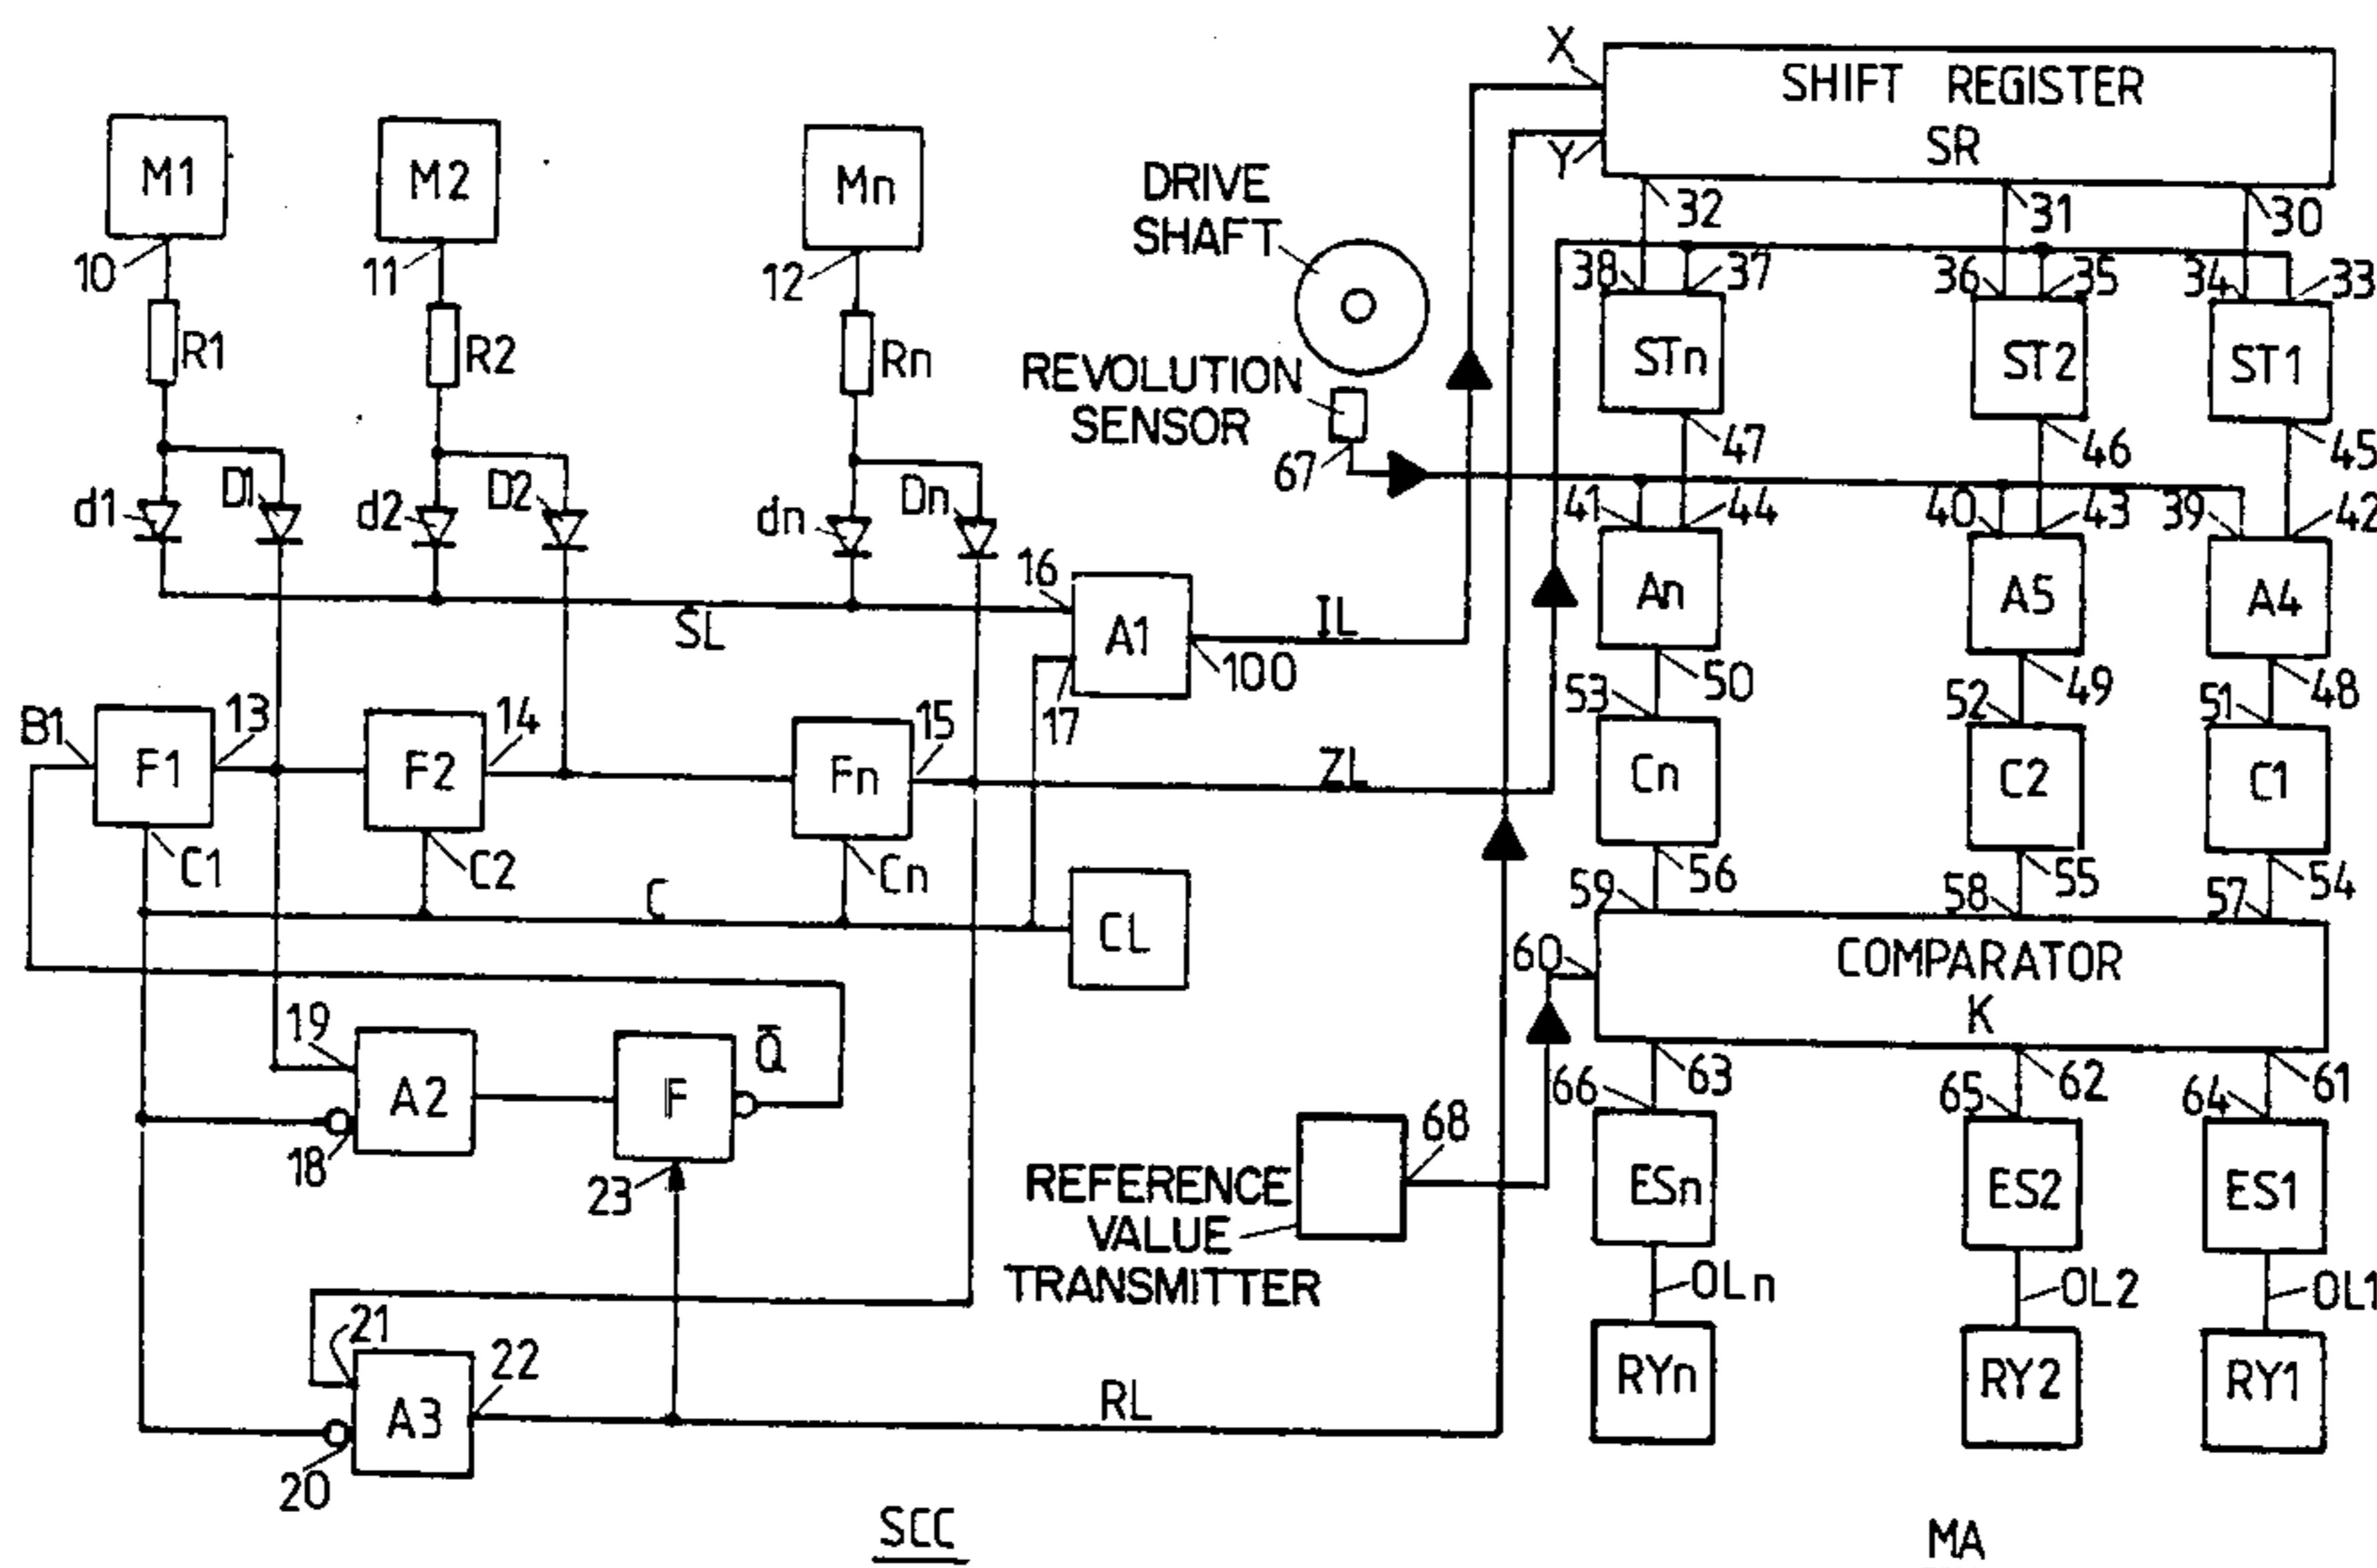 X
SHIFT REGISTER
SR
Y
M1
M2
Mn
DRIVE
SHAFT
32
31
30
10
11
12
38
37
36
35
34
33
R1
R2
Rn
REVOLUTION
SENSOR
STn
ST2
ST1
67
47
46
45
d1
D1
d2
D2
dn
Dn
41
44
40
43
39
42
16
A1
SL
17
100
IL
An
A5
A4
50
49
48
53
52
51
B1
F1
13
F2
14
Fn
15
ZL
Cn
C2
C1
C1
C2
Cn
C
CL
56
55
54
59
58
57
60
COMPARATOR
K
19
A2
18
F
Q̄
23
66
63
65
62
64
61
68
REFERENCE
VALUE
TRANSMITTER
ESn
ES2
ES1
OLn
OL2
OL1
21
A3
22
20
RL
RYn
RY2
RY1
SCC
MA